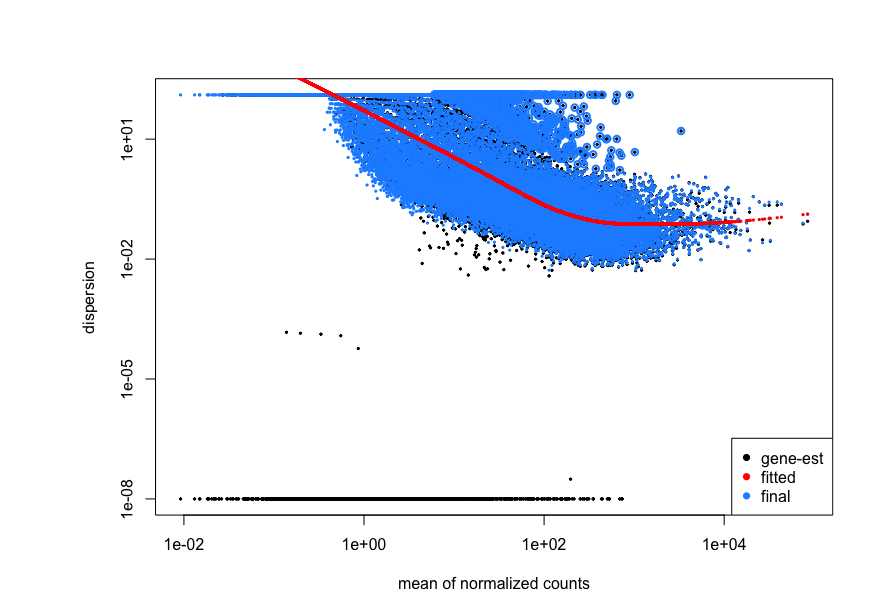 1e+01
1e-02
1e-05
1e-08
dispersion
1e-02
1e+00
1e+02
1e+04
mean of normalized counts
gene-est
fitted
final